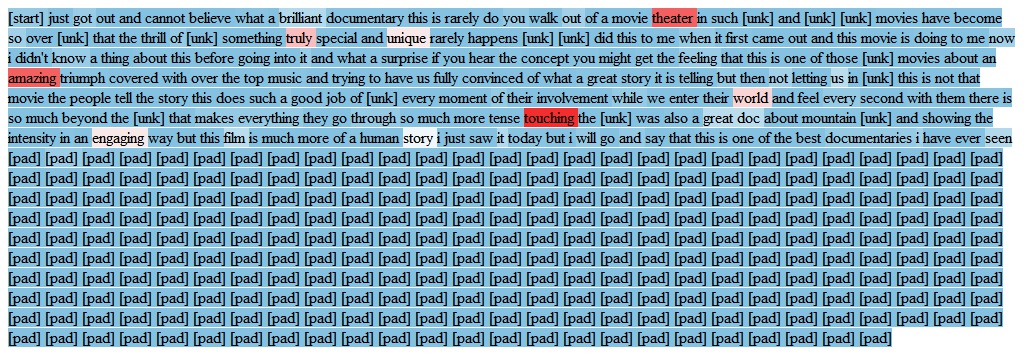 [start] just got out and cannot believe what a brilliant documentary this is rarely do you walk out of a movie theater in such [unk] and [unk] [unk] movies have become
so over [unk] that the thrill of [unk] something truly special and unique rarely happens [unk] [unk] did this to me when it first came out and this movie is doing to me now
i didn't know a thing about this before going into it and what a surprise if you hear the concept you might get the feeling that this is one of those [unk] movies about an
amazing triumph covered with over the top music and trying to have us fully convinced of what a great story it is telling but then not letting us in [unk] this is not that
movie the people tell the story this does such a good job of [unk] every moment of their involvement while we enter their world and feel every second with them there is
so much beyond the [unk] that makes everything they go through so much more tense touching the [unk] was also a great doc about mountain [unk] and showing the
intensity in an engaging way but this film is much more of a human story i just saw it today but i will go and say that this is one of the best documentaries i have ever seen
[pad] [pad] [pad] [pad] [pad] [pad] [pad] [pad] [pad] [pad] [pad] [pad] [pad] [pad] [pad] [pad] [pad] [pad] [pad] [pad] [pad] [pad] [pad] [pad] [pad] [pad] [pad]
[pad] [pad] [pad] [pad] [pad] [pad] [pad] [pad] [pad] [pad] [pad] [pad] [pad] [pad] [pad] [pad] [pad] [pad] [pad] [pad] [pad] [pad] [pad] [pad] [pad] [pad] [pad]
[pad] [pad] [pad] [pad] [pad] [pad] [pad] [pad] [pad] [pad] [pad] [pad] [pad] [pad] [pad] [pad] [pad] [pad] [pad] [pad] [pad] [pad] [pad] [pad] [pad] [pad] [pad]
[pad] [pad] [pad] [pad] [pad] [pad] [pad] [pad] [pad] [pad] [pad] [pad] [pad] [pad] [pad] [pad] [pad] [pad] [pad] [pad] [pad] [pad] [pad] [pad] [pad] [pad] [pad]
[pad] [pad] [pad] [pad] [pad] [pad] [pad] [pad] [pad] [pad] [pad] [pad] [pad] [pad] [pad] [pad] [pad] [pad] [pad] [pad] [pad] [pad] [pad] [pad] [pad] [pad] [pad]
[pad] [pad] [pad] [pad] [pad] [pad] [pad] [pad] [pad] [pad] [pad] [pad] [pad] [pad] [pad] [pad] [pad] [pad] [pad] [pad] [pad] [pad] [pad] [pad] [pad] [pad] [pad]
[pad] [pad] [pad] [pad] [pad] [pad] [pad] [pad] [pad] [pad] [pad] [pad] [pad] [pad] [pad] [pad] [pad] [pad] [pad] [pad] [pad] [pad] [pad] [pad] [pad] [pad] [pad]
[pad] [pad] [pad] [pad] [pad] [pad] [pad] [pad] [pad] [pad] [pad] [pad] [pad] [pad] [pad] [pad] [pad] [pad] [pad] [pad] [pad] [pad] [pad] [pad] [pad] [pad] [pad]
[pad] [pad] [pad] [pad] [pad] [pad] [pad] [pad] [pad] [pad] [pad] [pad] [pad] [pad] [pad] [pad] [pad] [pad] [pad] [pad] [pad] [pad] [pad] [pad] [pad] [pad] [pad]
[pad] [pad] [pad] [pad] [pad] [pad] [pad] [pad] [pad] [pad] [pad] [pad] [pad] [pad] [pad] [pad] [pad] [pad] [pad] [pad] [pad] [pad] [pad] [pad]